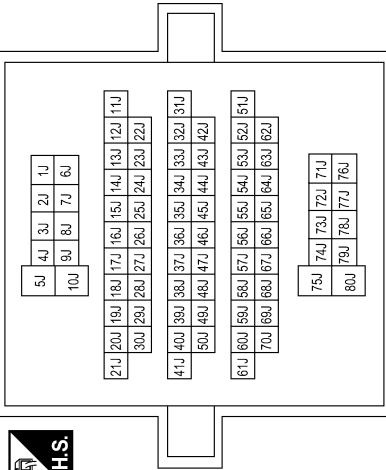 H.S.
5J 4J 3J 2J 1J
10J 9J 8J 7J 6J
21J 20J 19J 18J 17J 16J 15J 14J 13J 12J 11J
30J 29J 28J 27J 26J 25J 24J 23J 22J
41J 40J 39J 38J 37J 36J 35J 34J 33J 32J 31J
50J 49J 48J 47J 46J 45J 44J 43J 42J
61J 60J 59J 58J 57J 56J 55J 54J 53J 52J 51J
70J 69J 68J 67J 66J 65J 64J 63J 62J
75J 74J 73J 72J 71J
80J 79J 78J 77J 76J